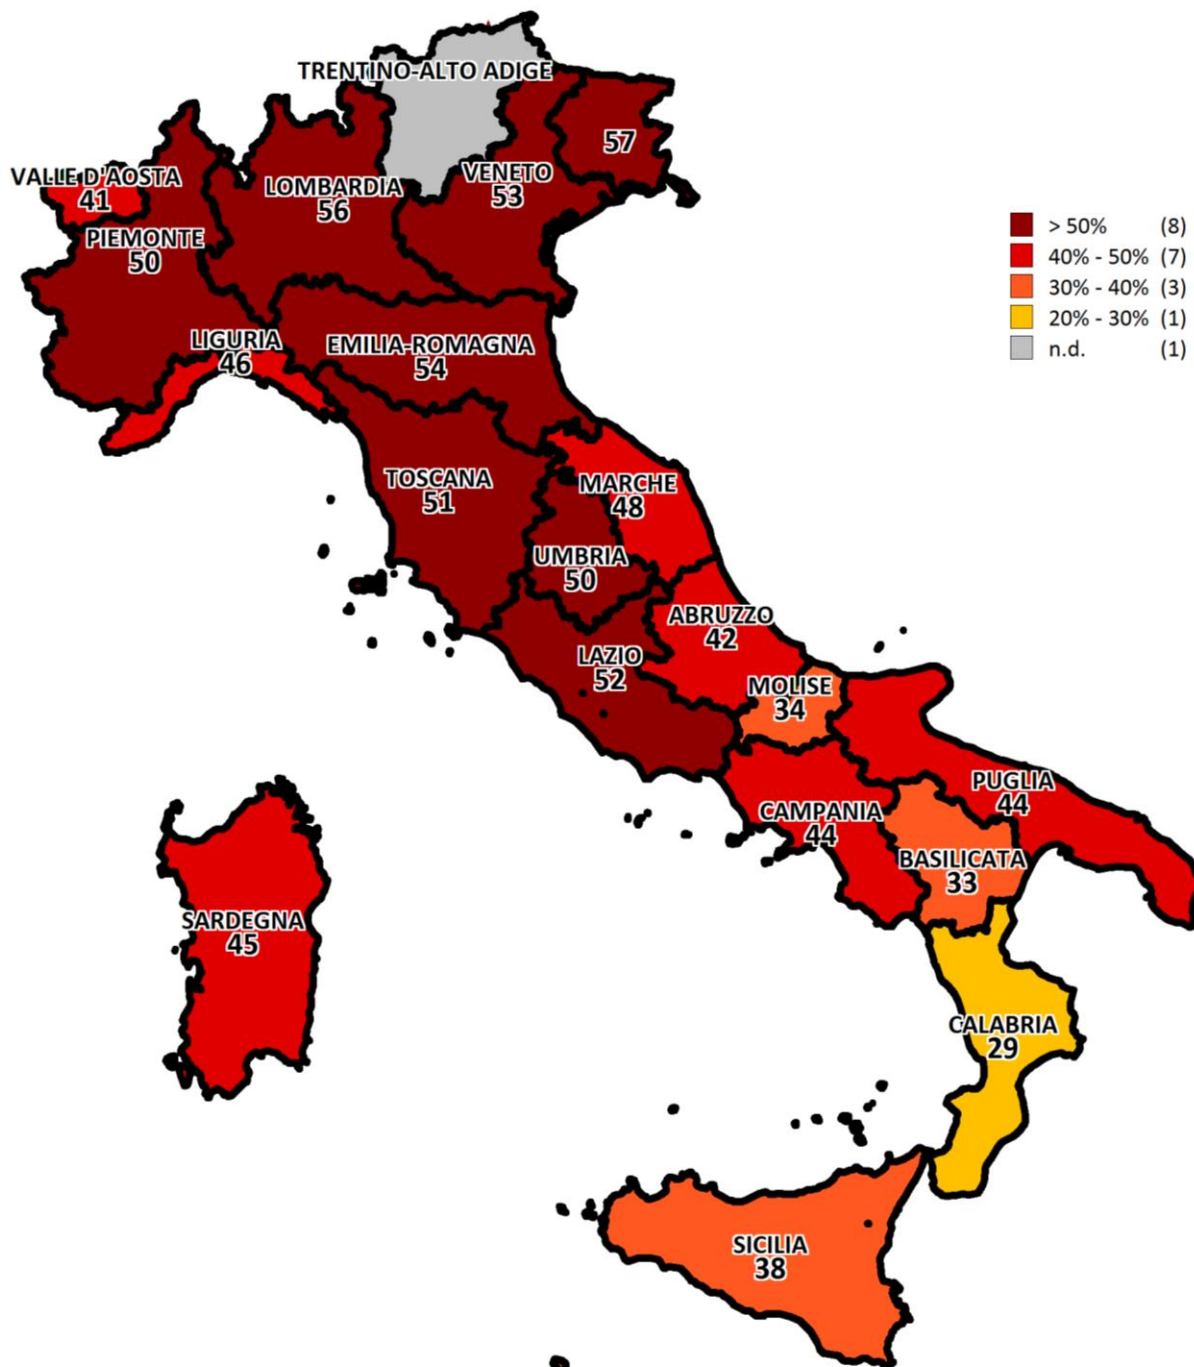 TRENTINO-ALTO ADIGE
57
VALLE D'AOSTA
41
LOMBARDIA
56
VENETO
53
PIEMONTE
50
> 50% (8)
40% - 50% (7)
30% - 40% (3)
20% - 30% (1)
n.d. (1)
LIGURIA
46
EMILIA-ROMAGNA
54
TOSCANA
51
MARCHE
48
UMBRIA
50
ABRUZZO
42
LAZIO
52
MOLISE
34
PUGLIA
44
CAMPANIA
44
BASILICATA
33
SARDEGNA
45
CALABRIA
29
SICILIA
38